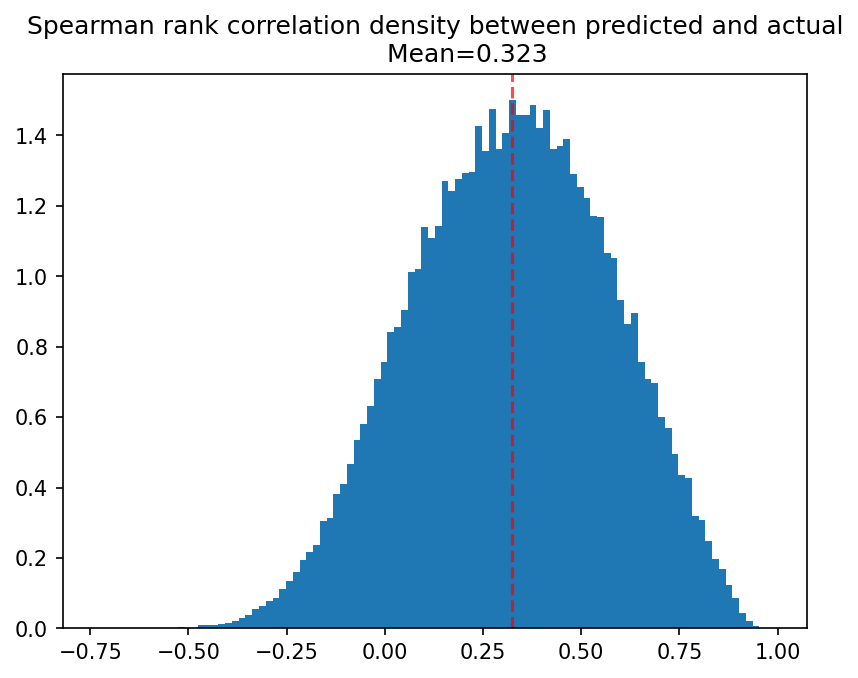 Spearman rank correlation density between predicted and actual
Mean=0.323
1.4
1.2
1.0
0.8
0.6
0.4
0.2
0.0
−0.75 −0.50 −0.25 0.00 0.25 0.50 0.75 1.00